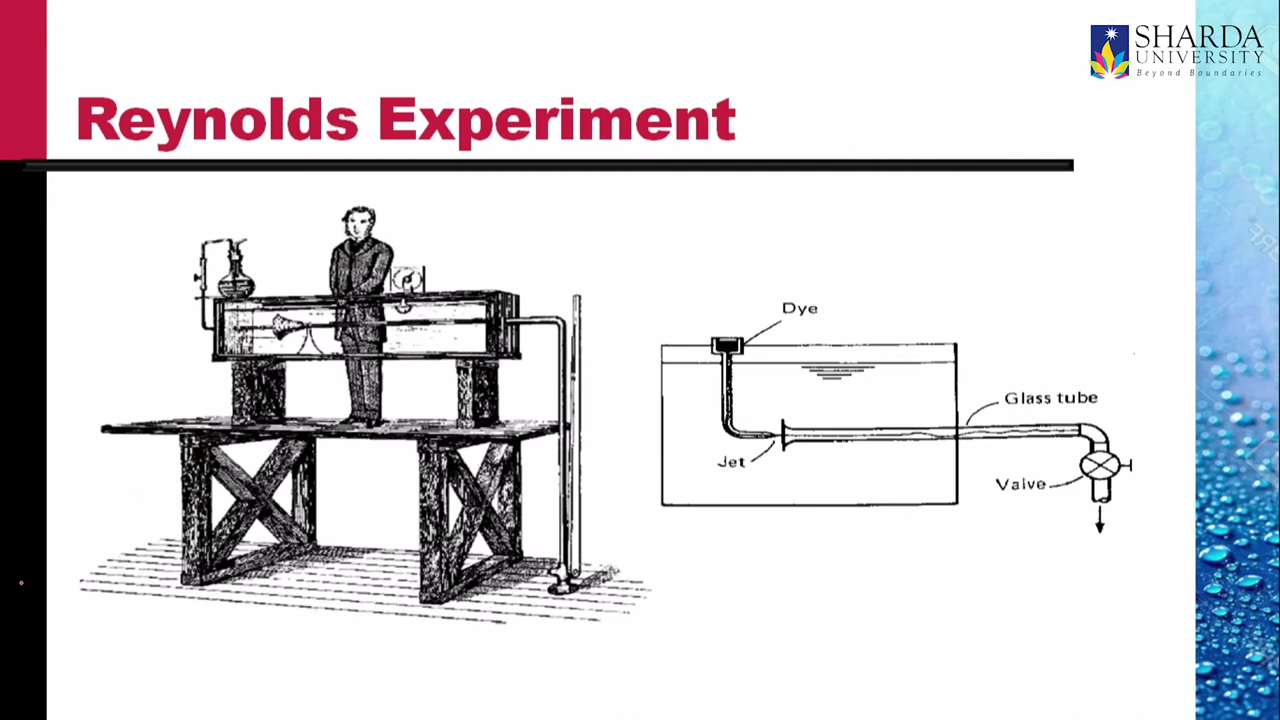 SHARDA
UNIVERSITY
Beyond Boundaries
Reynolds Experiment
Dye
Glass tube
Jet
Valve